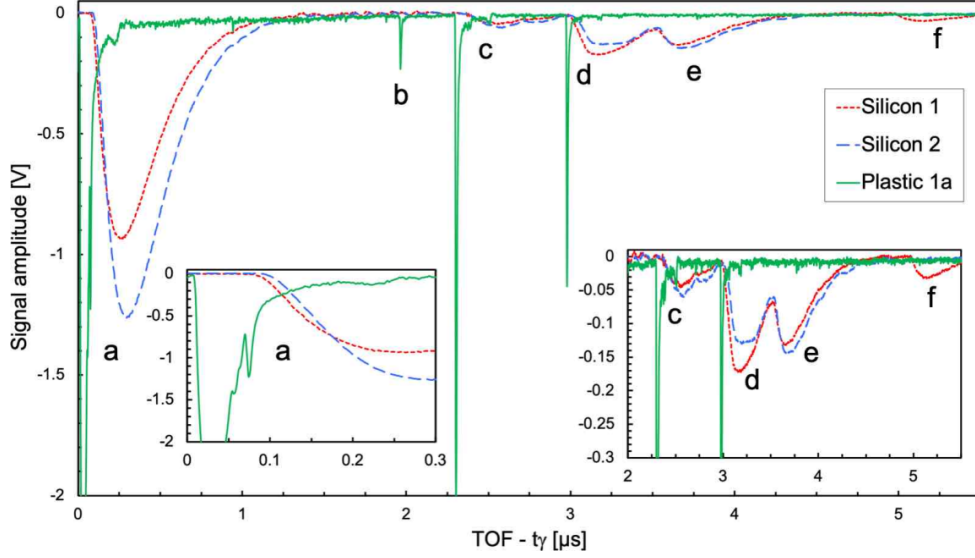 0
-0.5
-1
-1.5
-2
Signal amplitude [V]
0
1
2
3
4
5
TOF - tγ [µs]
a
b
c
d
e
f
Silicon 1
Silicon 2
Plastic 1a
0
-0.5
-1
-1.5
-2
0
0.1
0.2
0.3
a
0
-0.05
-0.1
-0.15
-0.2
-0.25
-0.3
2
3
4
5
c
d
e
f